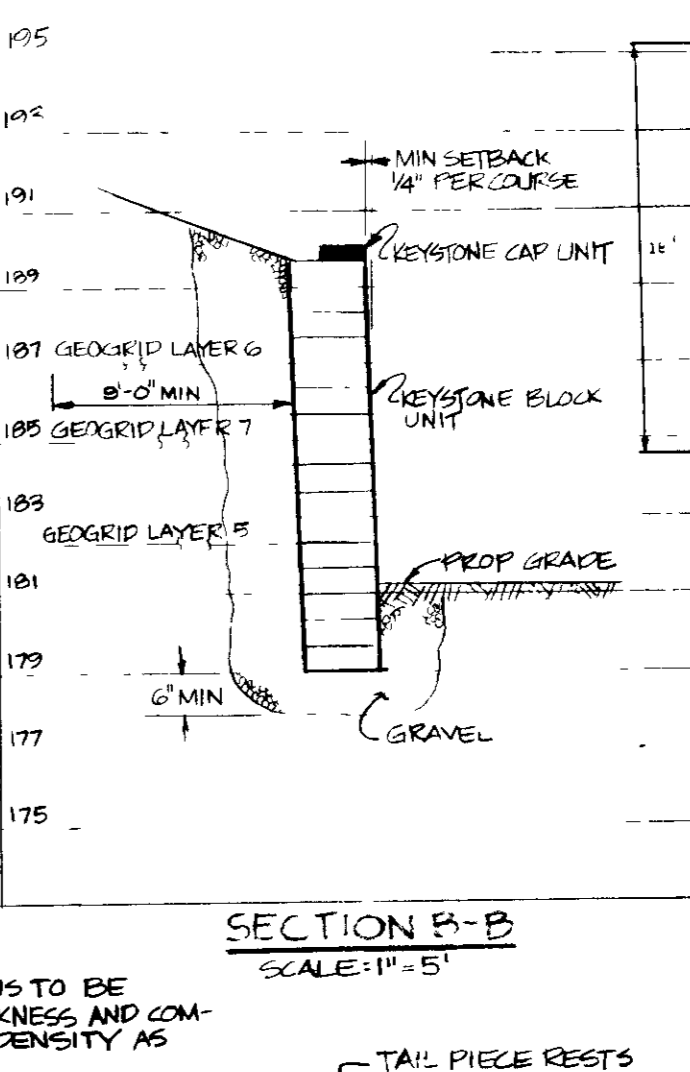 195
MIN SETBACK
1/4" PER COURSE
191
KEYSTONE CAP UNIT
189
187 GEOGRID LAYER 6
9'-0" MIN
KEYSTONE BLOCK
UNIT
185 GEOGRID LAYER 7
183
GEOGRID LAYER 5
PROP GRADE
181
179
6" MIN
GRAVEL
177
175
SECTION B-B
SCALE: 1" = 5'
TO BE
AND COM-
DENSITY AS
TAIL PIECE RESTS